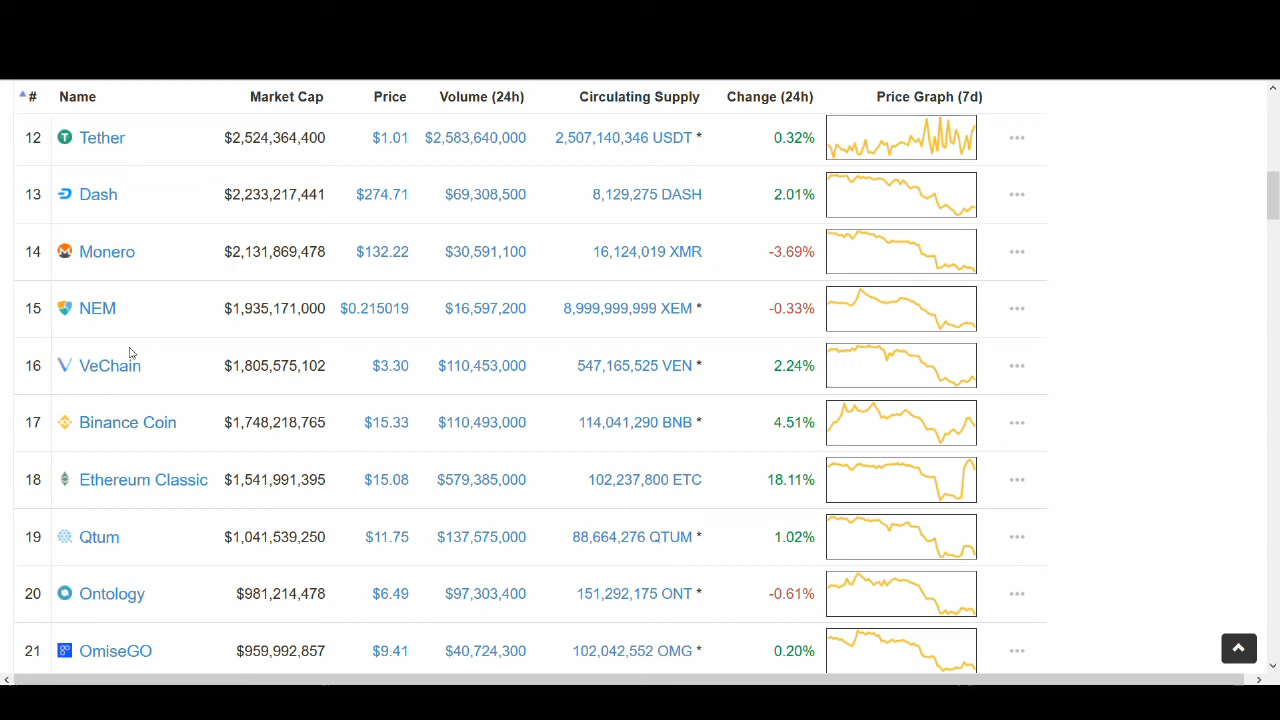 # Name Market Cap Price Volume (24h) Circulating Supply Change (24h) Price Graph (7d)
12 Tether $2,524,364,400 $1.01 $2,583,640,000 2,507,140,346 USDT * 0.32%
13 Dash $2,233,217,441 $274.71 $69,308,500 8,129,275 DASH 2.01%
14 Monero $2,131,869,478 $132.22 $30,591,100 16,124,019 XMR -3.69%
15 NEM $1,935,171,000 $0.215019 $16,597,200 8,999,999,999 XEM * -0.33%
16 VeChain $1,805,575,102 $3.30 $110,453,000 547,165,525 VEN * 2.24%
17 Binance Coin $1,748,218,765 $15.33 $110,493,000 114,041,290 BNB * 4.51%
18 Ethereum Classic $1,541,991,395 $15.08 $579,385,000 102,237,800 ETC 18.11%
19 Qtum $1,041,539,250 $11.75 $137,575,000 88,664,276 QTUM * 1.02%
20 Ontology $981,214,478 $6.49 $97,303,400 151,292,175 ONT * -0.61%
21 OmiseGO $959,992,857 $9.41 $40,724,300 102,042,552 OMG * 0.20%